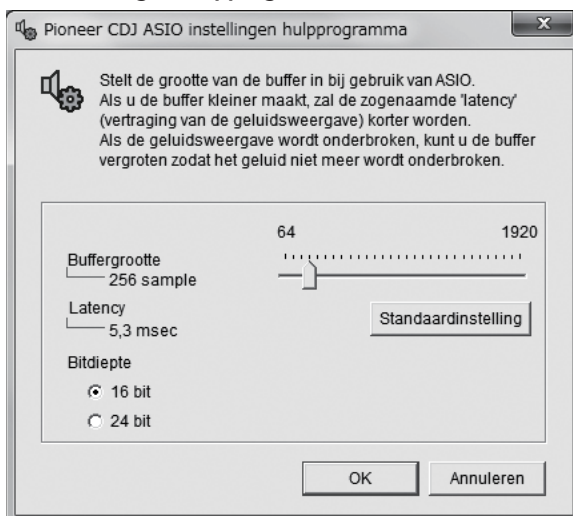 Pioneer CDJ ASIO instellingen hulpprogramma
Stelt de grootte van de buffer in bij gebruik van ASIO.
Als u de buffer kleiner maakt, zal de zogenaamde 'latency'
(vertraging van de geluidsweergave) korter worden.
Als de geluidsweergave wordt onderbroken, kunt u de buffer
vergroten zodat het geluid niet meer wordt onderbroken.
64 1920
Buffergrootte
256 sample
Latency
5,3 msec
Standaardinstelling
Bitdiepte
16 bit
24 bit
OK Annuleren